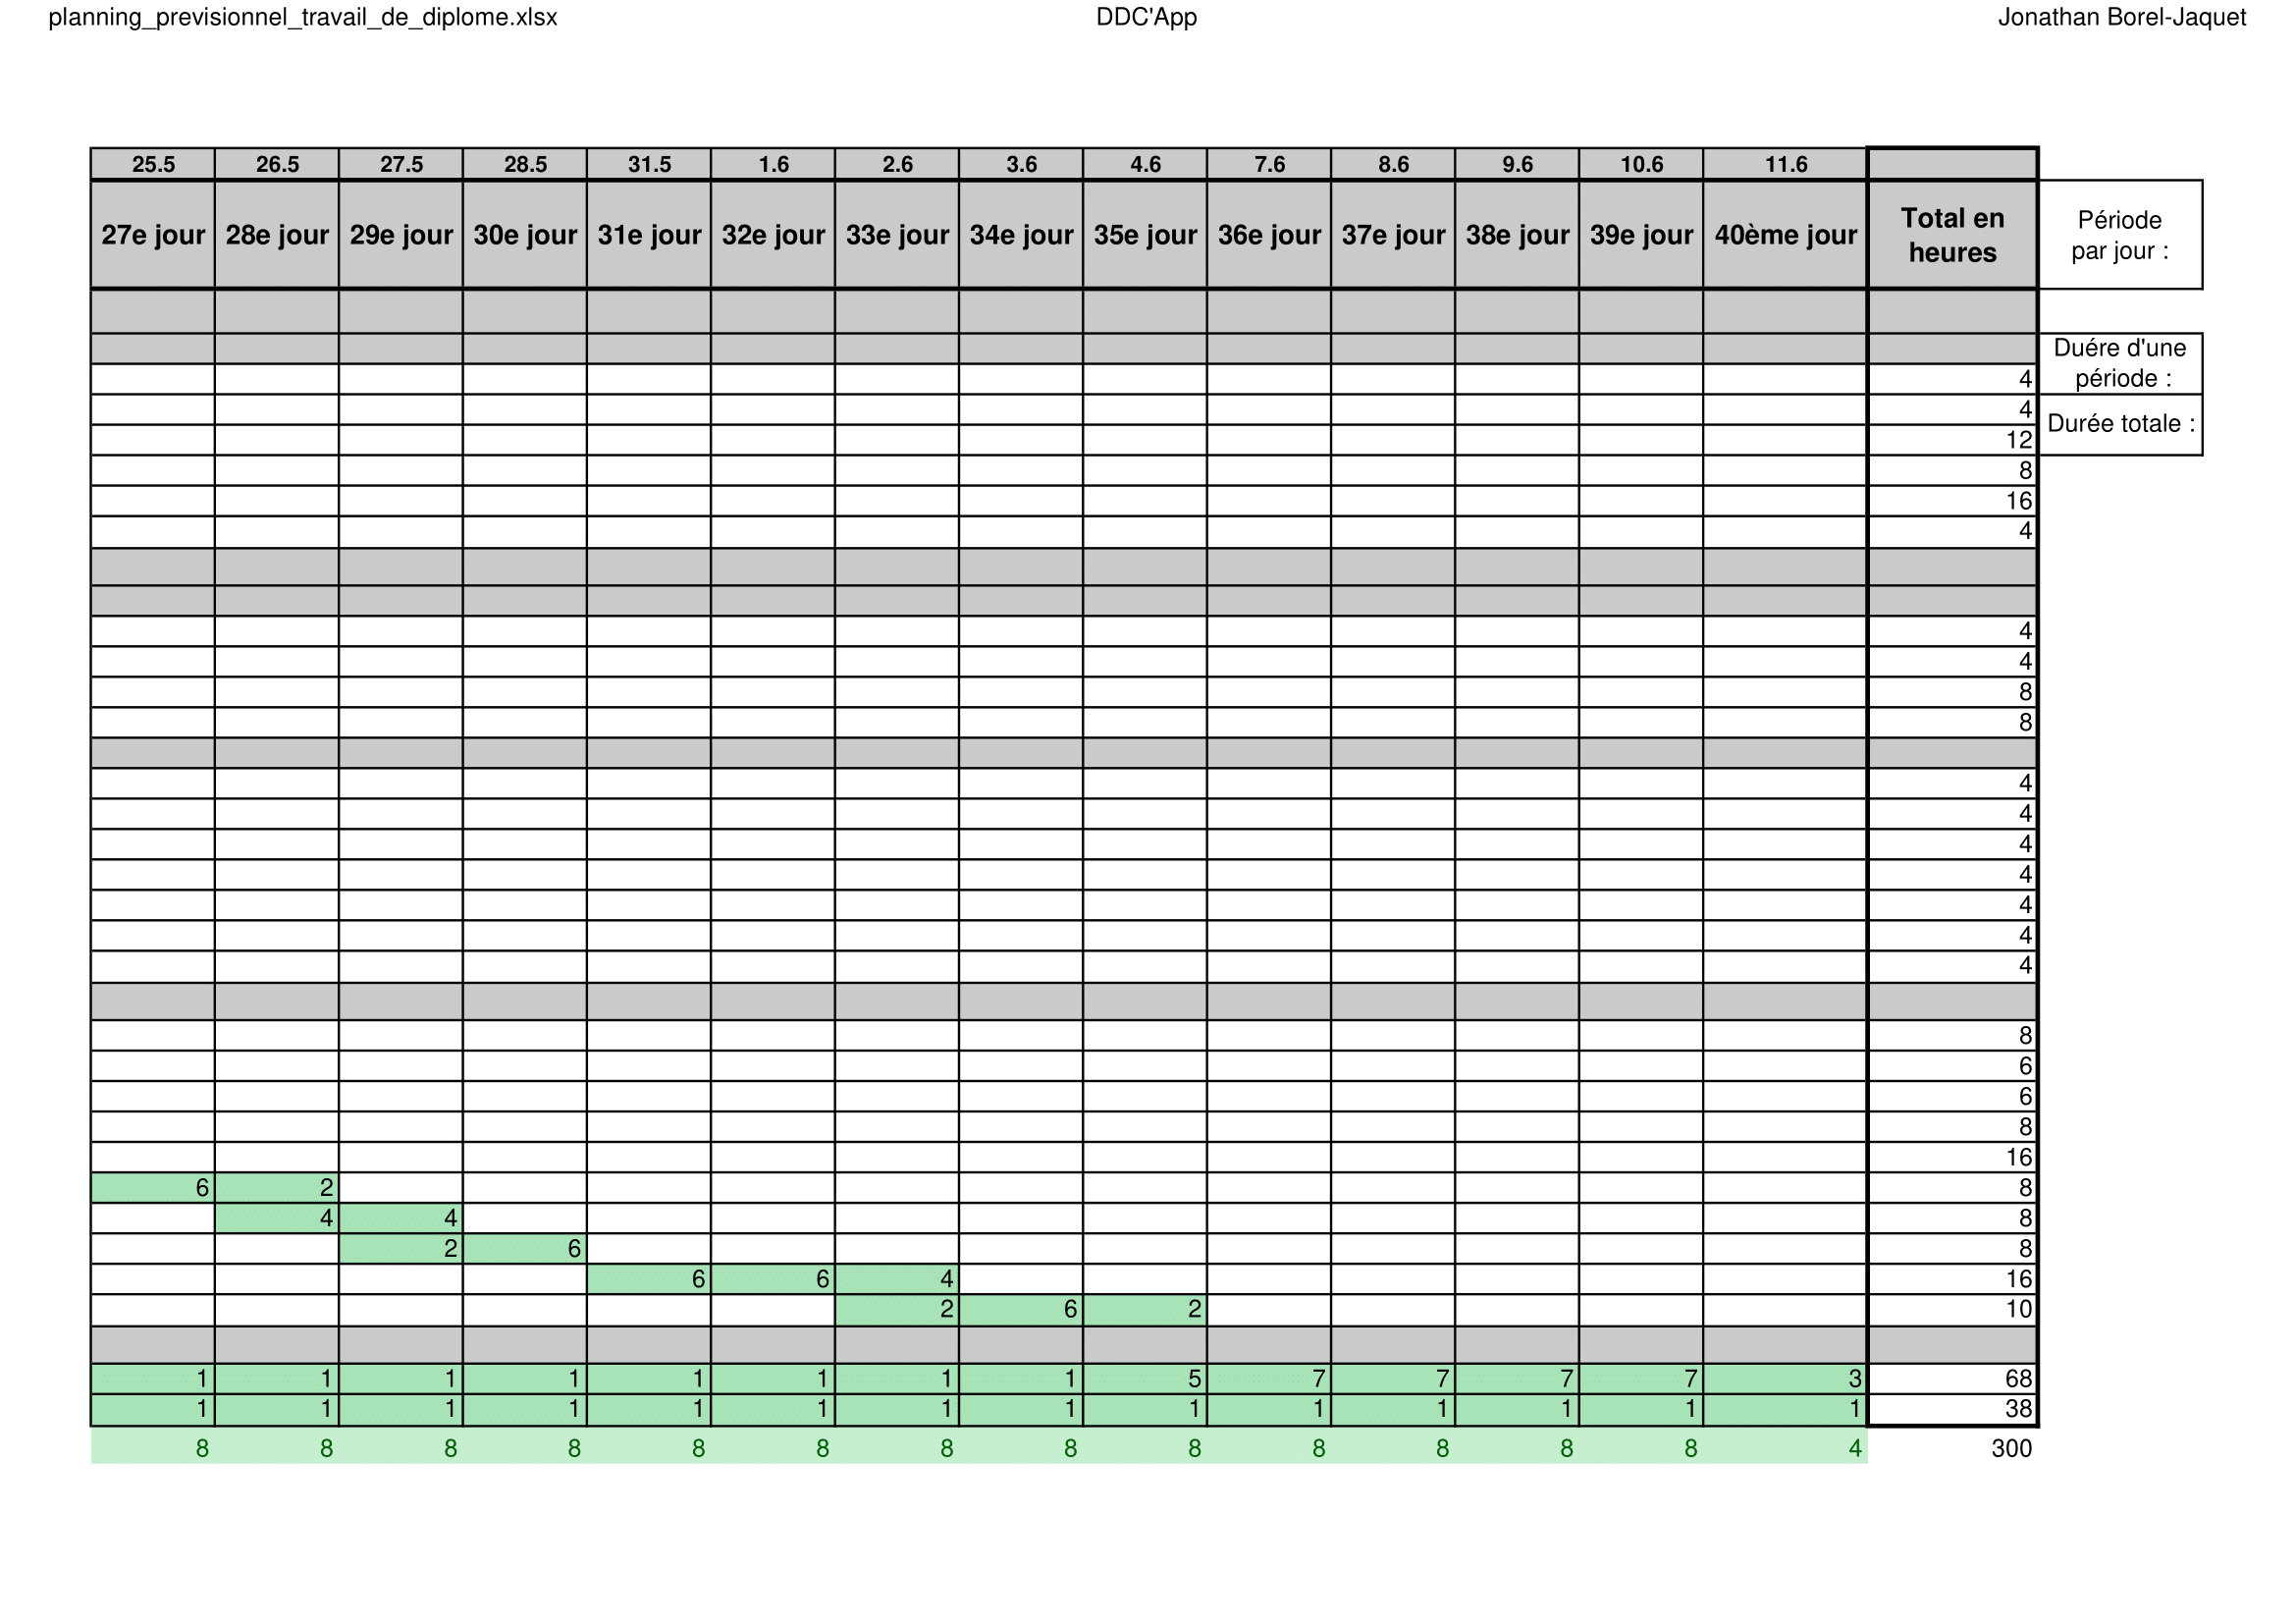 planning_previsionnel_travail_de_diplome.xlsx DDC'App Jonathan Borel-Jaquet
25.5 26.5 27.5 28.5 31.5 1.6 2.6 3.6 4.6 7.6 8.6 9.6 10.6 11.6
27e jour 28e jour 29e jour 30e jour 31e jour 32e jour 33e jour 34e jour 35e jour 36e jour 37e jour 38e jour 39e jour 40ème jour Total en
heures
Période
par jour :
Duére d'une
période :
4
4
Durée totale :
12
8
16
4
4
4
8
8
4
4
4
4
4
4
4
8
6
6
8
16
6 2 8
4 4 8
2 6 8
6 6 4 16
2 6 2 10
1 1 1 1 1 1 1 1 5 7 7 7 7 3 68
1 1 1 1 1 1 1 1 1 1 1 1 1 1 38
8 8 8 8 8 8 8 8 8 8 8 8 8 4 300